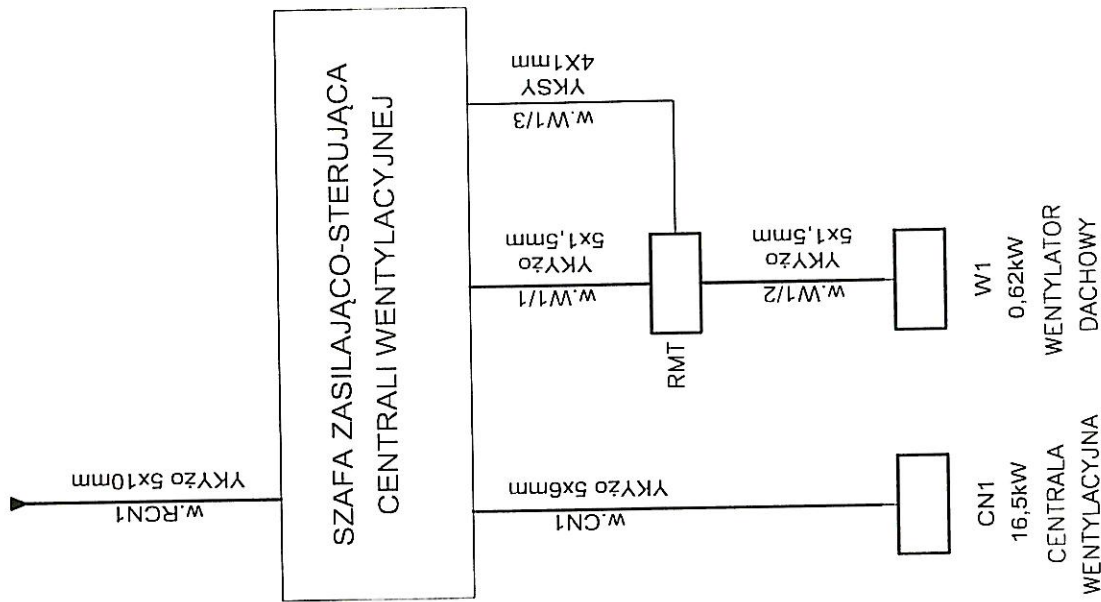 w.RCN1
YKYżo 5x10mm
SZAFA ZASILAJĄCO-STERUJĄCA
CENTRALI WENTYLACYJNEJ
w.CN1
YKYżo 5x6mm
w.W1/1
YKYżo
5x1,5mm
w.W1/3
YKSY
4X1mm
RMT
w.W1/2
YKYżo
5x1,5mm
CN1
16,5kW
CENTRALA
WENTYLACYJNA
W1
0,62kW
WENTYLATOR
DACHOWY